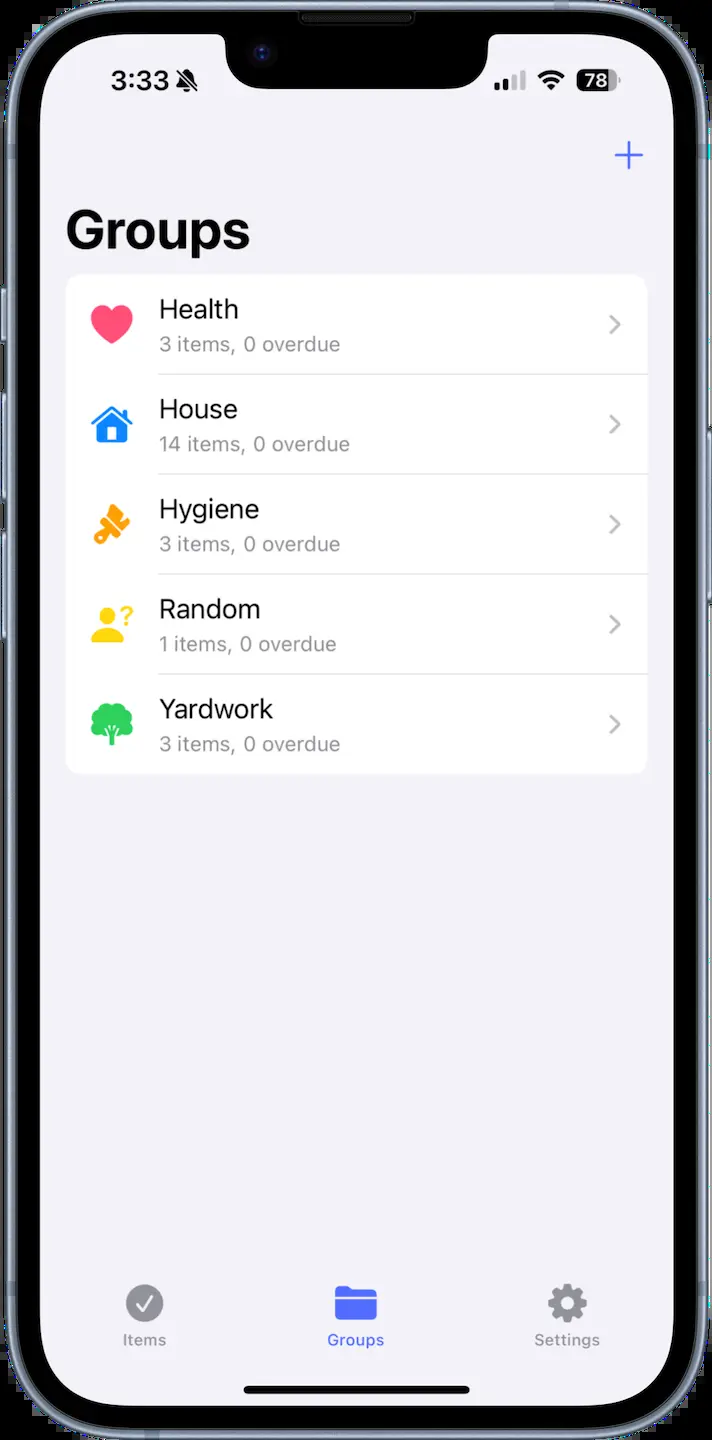 3:33
78
Groups
Health
3 items, 0 overdue
House
14 items, 0 overdue
Hygiene
3 items, 0 overdue
Random
1 items, 0 overdue
Yardwork
3 items, 0 overdue
Items
Groups
Settings